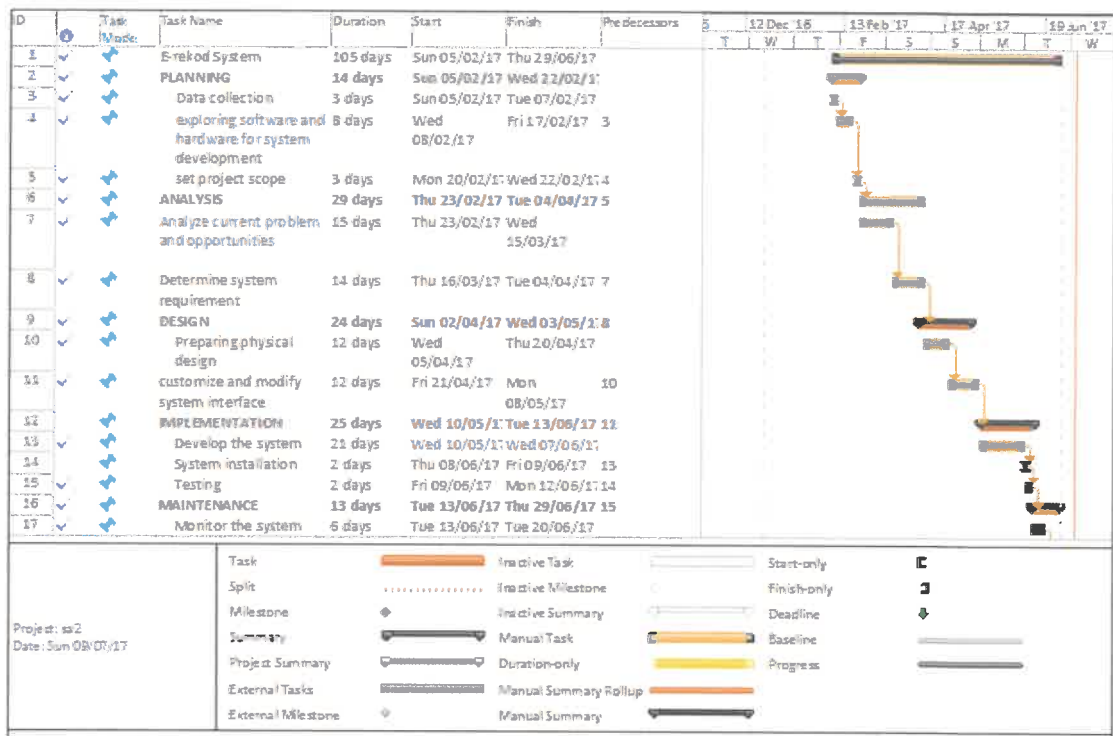 ID Task Mode Task Name Duration Start Finish Predecessors 12 Dec '16 13 Feb '17 17 Apr '17 19 Jun '17
T W T F S S M T W
1 E-rekod System 105 days Sun 05/02/17 Thu 29/06/17
2 PLANNING 14 days Sun 05/02/17 Wed 22/02/17
3 Data collection 3 days Sun 05/02/17 Tue 07/02/17
4 exploring software and hardware for system development 8 days Wed 08/02/17 Fri 17/02/17 3
5 set project scope 3 days Mon 20/02/17 Wed 22/02/17 4
6 ANALYSIS 29 days Thu 23/02/17 Tue 04/04/17 5
7 Analyze current problem and opportunities 15 days Thu 23/02/17 Wed 15/03/17
8 Determine system requirement 14 days Thu 16/03/17 Tue 04/04/17 7
9 DESIGN 24 days Sun 02/04/17 Wed 03/05/17 8
10 Preparing physical design 12 days Wed 05/04/17 Thu 20/04/17
11 customize and modify system interface 12 days Fri 21/04/17 Mon 08/05/17 10
12 IMPLEMENTATION 25 days Wed 10/05/17 Tue 13/06/17 11
13 Develop the system 21 days Wed 10/05/17 Wed 07/06/17
14 System installation 2 days Thu 08/06/17 Fri 09/06/17 13
15 Testing 2 days Fri 09/06/17 Mon 12/06/17 14
16 MAINTENANCE 13 days Tue 13/06/17 Thu 29/06/17 15
17 Monitor the system 6 days Tue 13/06/17 Tue 20/06/17
Project: sa2
Date: Sun 09/07/17
Task Inactive Task Start-only
Split Inactive Milestone Finish-only
Milestone Inactive Summary Deadline
Summary Manual Task Baseline
Project Summary Duration-only Progress
External Tasks Manual Summary Rollup
External Milestone Manual Summary